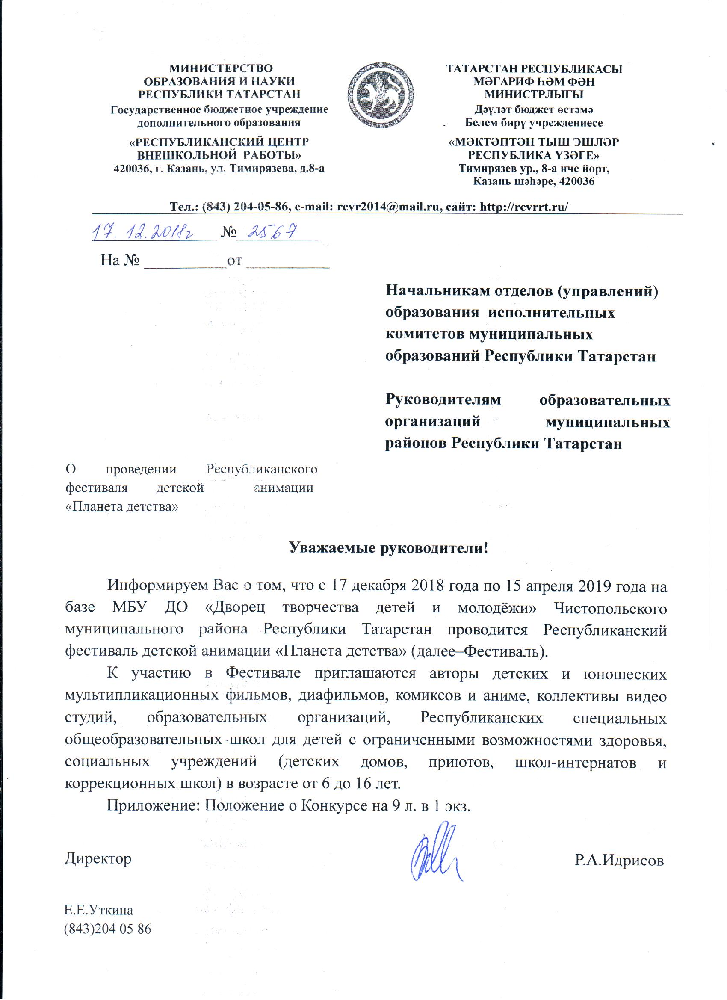 МИНИСТЕРСТВО
ОБРАЗОВАНИЯ И НАУКИ
РЕСПУБЛИКИ ТАТАРСТАН
Государственное бюджетное учреждение
дополнительного образования
«РЕСПУБЛИКАНСКИЙ ЦЕНТР
ВНЕШКОЛЬНОЙ РАБОТЫ»
420036, г. Казань, ул. Тимирязева, д.8-а
ТАТАРСТАН РЕСПУБЛИКАСЫ
МӘГАРИФ ҺӘМ ФӘН
МИНИСТРЛЫГЫ
Дәүләт бюджет өстәмә
Белем бирү учреждениесе
«МӘКТӘПТӘН ТЫШ ЭШЛӘР
РЕСПУБЛИКА ҮЗӘГЕ»
Тимирязев ур., 8-а нче йорт,
Казань шәһәре, 420036
Тел.: (843) 204-05-86, e-mail: rcvr2014@mail.ru, сайт: http://rcvrrt.ru/
17. 12.2018г № 2567
На № ___________от ___________
Начальникам отделов (управлений)
образования исполнительных
комитетов муниципальных
образований Республики Татарстан
Руководителям образовательных
организаций муниципальных
районов Республики Татарстан
О проведении Республиканского
фестиваля детской анимации
«Планета детства»
Уважаемые руководители!
Информируем Вас о том, что с 17 декабря 2018 года по 15 апреля 2019 года на
базе МБУ ДО «Дворец творчества детей и молодёжи» Чистопольского
муниципального района Республики Татарстан проводится Республиканский
фестиваль детской анимации «Планета детства» (далее–Фестиваль).
К участию в Фестивале приглашаются авторы детских и юношеских
мультипликационных фильмов, диафильмов, комиксов и аниме, коллективы видео
студий, образовательных организаций, Республиканских специальных
общеобразовательных школ для детей с ограниченными возможностями здоровья,
социальных учреждений (детских домов, приютов, школ-интернатов и
коррекционных школ) в возрасте от 6 до 16 лет.
Приложение: Положение о Конкурсе на 9 л. в 1 экз.
Директор Р.А.Идрисов
Е.Е.Уткина
(843)204 05 86